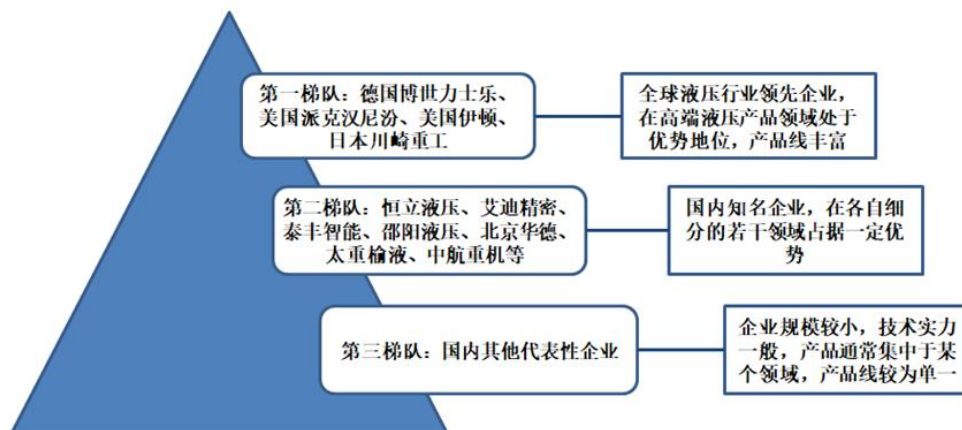 第一梯队：德国博世力士乐、
美国派克汉尼汾、美国伊顿、
日本川崎重工
全球液压行业领先企业，
在高端液压产品领域处于
优势地位，产品线丰富
第二梯队：恒立液压、艾迪精密、
泰丰智能、邵阳液压、北京华德、
太重榆液、中航重机等
国内知名企业，在各自细
分的若干领域占据一定优
势
第三梯队：国内其他代表性企业
企业规模较小，技术实力
一般，产品通常集中于某
个领域，产品线较为单一